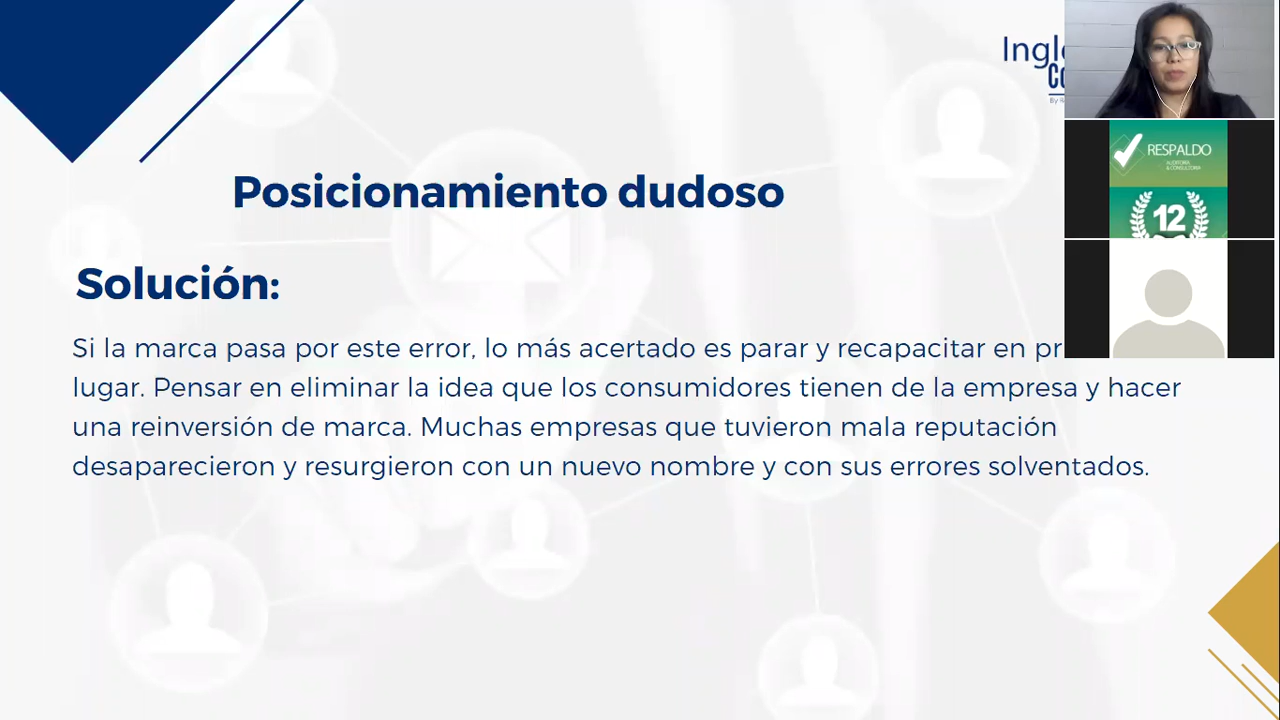 Posicionamiento dudoso
Solución:
Si la marca pasa por este error, lo más acertado es parar y recapacitar en
lugar. Pensar en eliminar la idea que los consumidores tienen de la empresa y hacer
una reinversión de marca. Muchas empresas que tuvieron mala reputación
desaparecieron y resurgieron con un nuevo nombre y con sus errores solventados.
RESPALDO
AUDITORÍA
& CONSULTORÍA
12